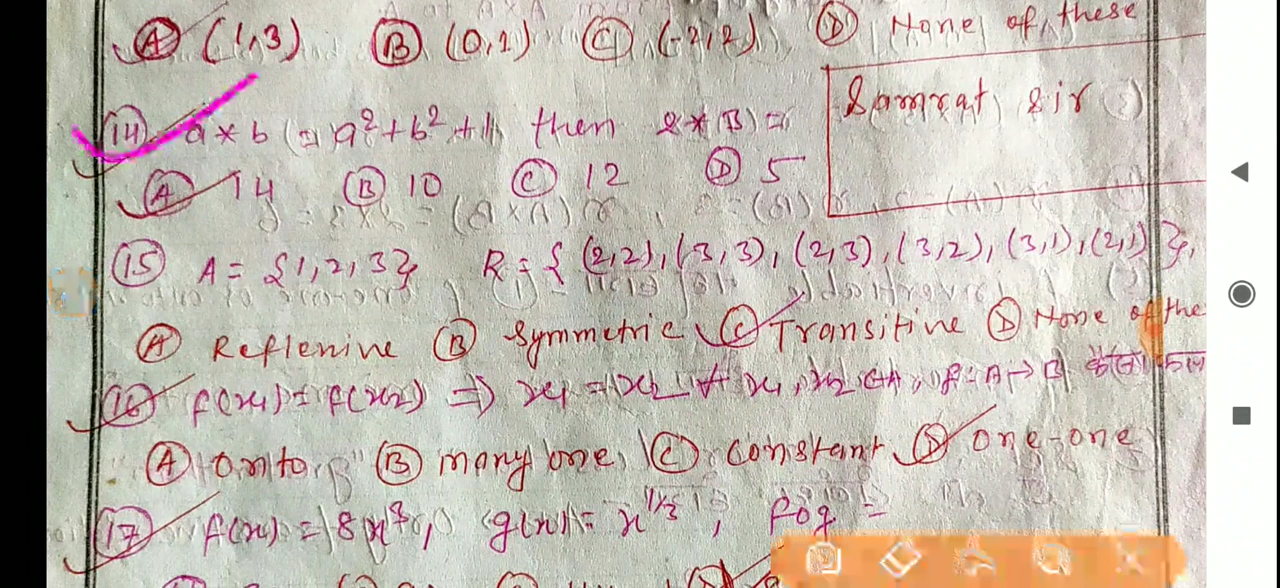 (A) (1,3) (B) (0,1) (C) (-2,2) (D) None of these
Samrat sir
(14) a * b = a² + b² + 1, then 2 * 3 =
(A) 14 (B) 10 (C) 12 (D) 5
(15) A = {1, 2, 3} R = { (2,2), (3,3), (2,3), (3,2), (3,1), (2,1) },
(A) Reflenive (B) Symmetric (C) Transitive (D) None of the
(16) f(x₁) = f(x₂) ⇒ x₁ = x₂ ∀ x₁, x₂ ∈ A, f: A → B
(A) onto (B) many one (C) constant (D) one-one
(17) f(x) = 8x³, g(x) = x^1/3, fog =